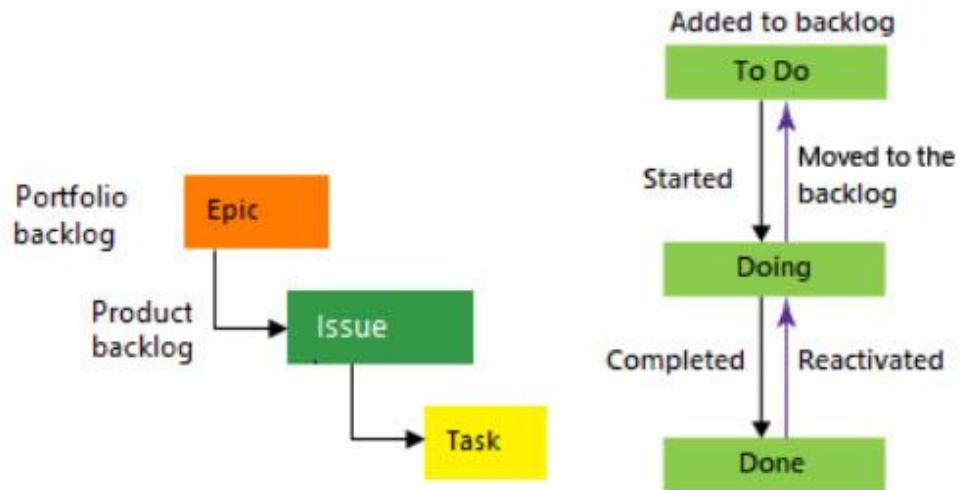 Portfolio
backlog
Epic
Product
backlog
Issue
Task
Added to backlog
To Do
Started
Moved to the
backlog
Doing
Completed
Reactivated
Done